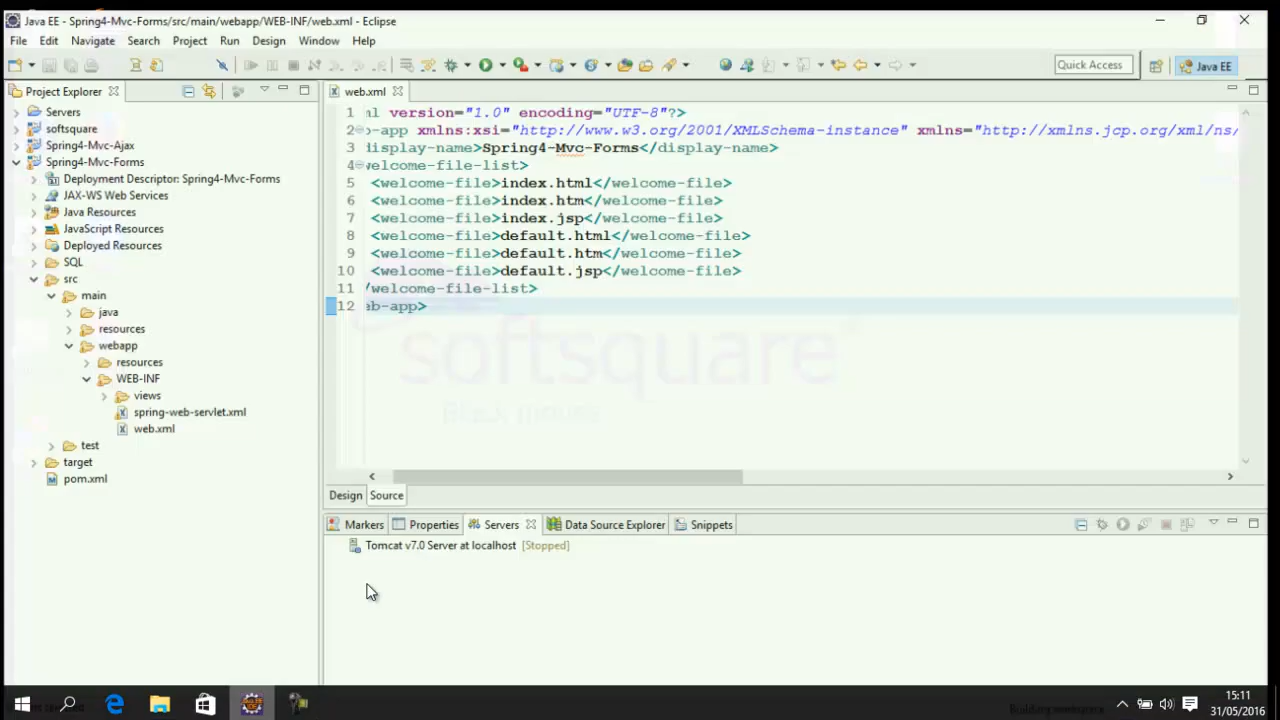 Java EE - Spring4-Mvc-Forms/src/main/webapp/WEB-INF/web.xml - Eclipse
File Edit Navigate Search Project Run Design Window Help
Quick Access
Java EE
Project Explorer
Servers
softsquare
Spring4-Mvc-Ajax
Spring4-Mvc-Forms
Deployment Descriptor: Spring4-Mvc-Forms
JAX-WS Web Services
Java Resources
JavaScript Resources
Deployed Resources
SQL
src
main
java
resources
webapp
resources
WEB-INF
views
spring-web-servlet.xml
web.xml
test
target
pom.xml
web.xml
1 ml version="1.0" encoding="UTF-8"?>
2 b-app xmlns:xsi="http://www.w3.org/2001/XMLSchema-instance" xmlns="http://xmlns.jcp.org/xml/ns/
3 display-name>Spring4-Mvc-Forms</display-name>
4 welcome-file-list>
5 <welcome-file>index.html</welcome-file>
6 <welcome-file>index.htm</welcome-file>
7 <welcome-file>index.jsp</welcome-file>
8 <welcome-file>default.html</welcome-file>
9 <welcome-file>default.htm</welcome-file>
10 <welcome-file>default.jsp</welcome-file>
11 /welcome-file-list>
12 eb-app>
softsquare
Design Source
Markers Properties Servers Data Source Explorer Snippets
Tomcat v7.0 Server at localhost [Stopped]
Building workspace
15:11
31/05/2016